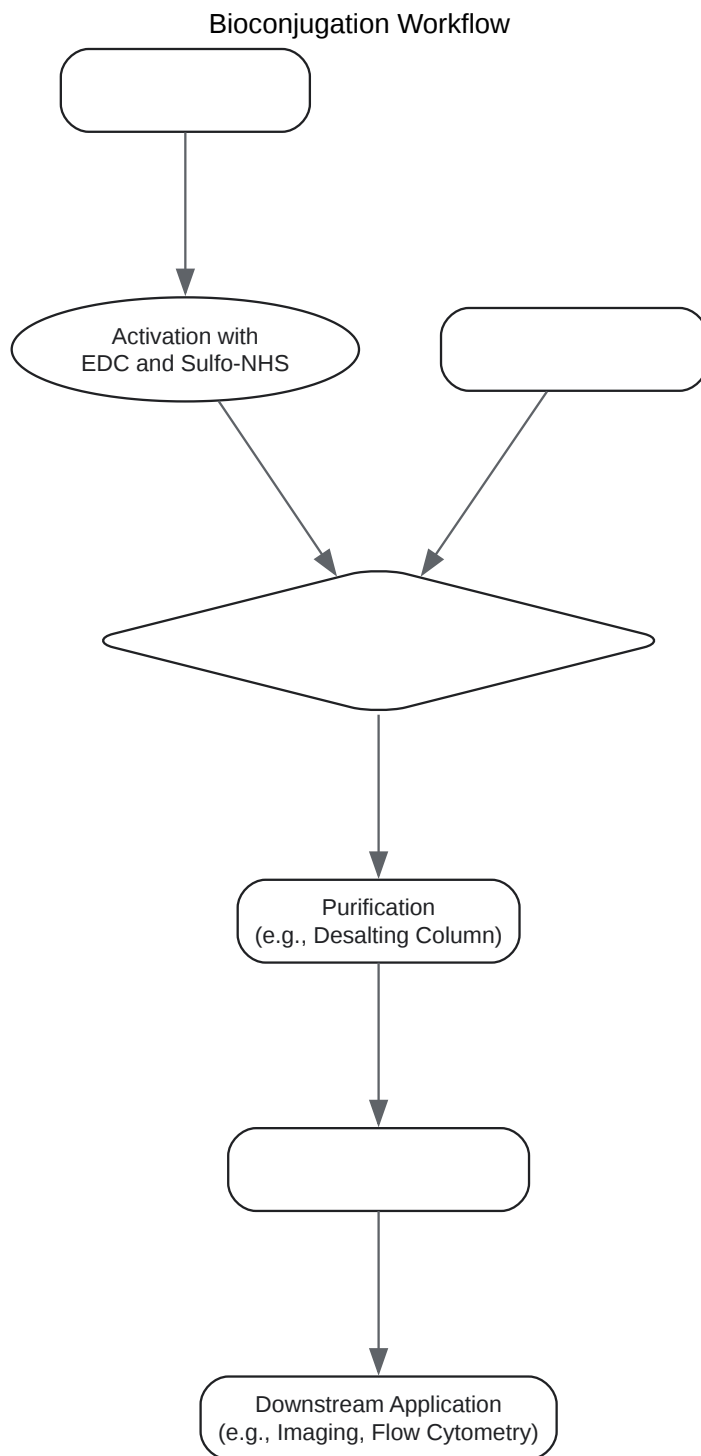 Bioconjugation Workflow
Activation with
EDC and Sulfo-NHS
Purification
(e.g., Desalting Column)
Downstream Application
(e.g., Imaging, Flow Cytometry)